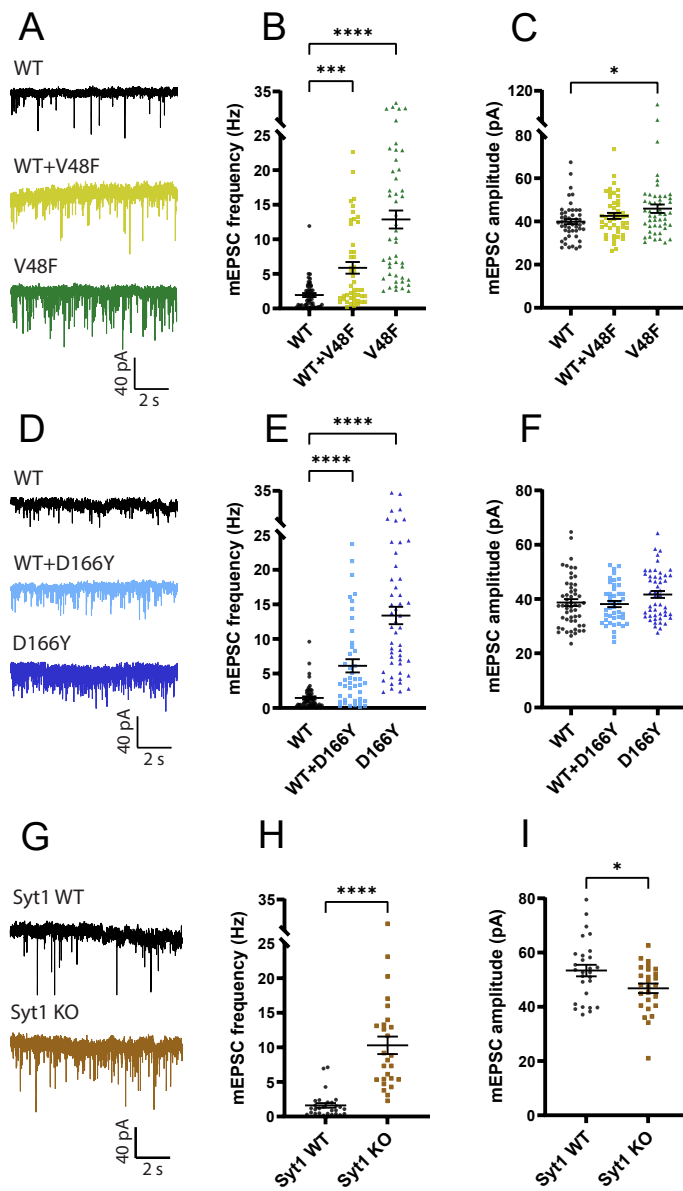 A
WT
WT+V48F
V48F
40 pA
2 s
B
mEPSC frequency (Hz)
35
25
20
15
10
5
0
****
***
WT
WT+V48F
V48F
C
mEPSC amplitude (pA)
120
80
60
40
20
0
*
WT
WT+V48F
V48F
D
WT
WT+D166Y
D166Y
40 pA
2 s
E
mEPSC frequency (Hz)
35
25
20
15
10
5
0
****
****
WT
WT+D166Y
D166Y
F
mEPSC amplitude (pA)
80
60
40
20
0
WT
WT+D166Y
D166Y
G
Syt1 WT
Syt1 KO
40 pA
2 s
H
mEPSC frequency (Hz)
35
25
20
15
10
5
0
****
Syt1 WT
Syt1 KO
I
mEPSC amplitude (pA)
80
60
40
20
0
*
Syt1 WT
Syt1 KO